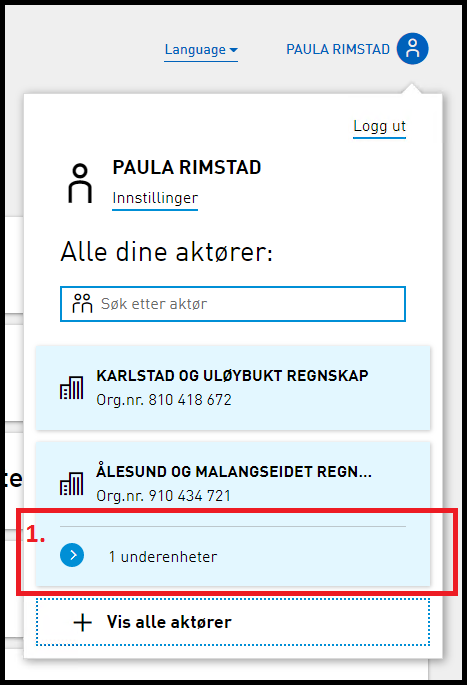 Language
PAULA RIMSTAD
Logg ut
PAULA RIMSTAD
Innstillinger
Alle dine aktører:
Søk etter aktør
KARLSTAD OG ULØYBUKT REGNSKAP
Org.nr. 810 418 672
ÅLESUND OG MALANGSEIDET REGN...
Org.nr. 910 434 721
te
1.
1 underenheter
Vis alle aktører